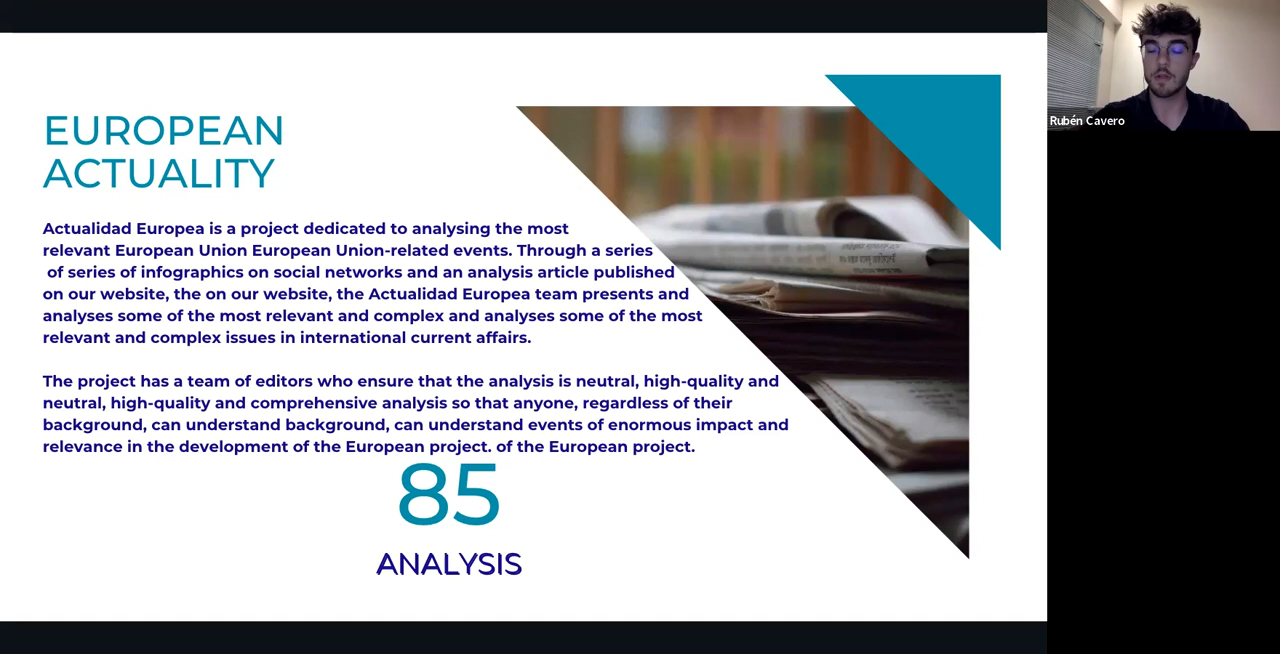 EUROPEAN
ACTUALITY
Actualidad Europea is a project dedicated to analysing the most
relevant European Union European Union-related events. Through a series
of series of infographics on social networks and an analysis article published
on our website, the on our website, the Actualidad Europea team presents and
analyses some of the most relevant and complex and analyses some of the most
relevant and complex issues in international current affairs.
The project has a team of editors who ensure that the analysis is neutral, high-quality and
neutral, high-quality and comprehensive analysis so that anyone, regardless of their
background, can understand background, can understand events of enormous impact and
relevance in the development of the European project. of the European project.
85
ANALYSIS
Rubén Cavero